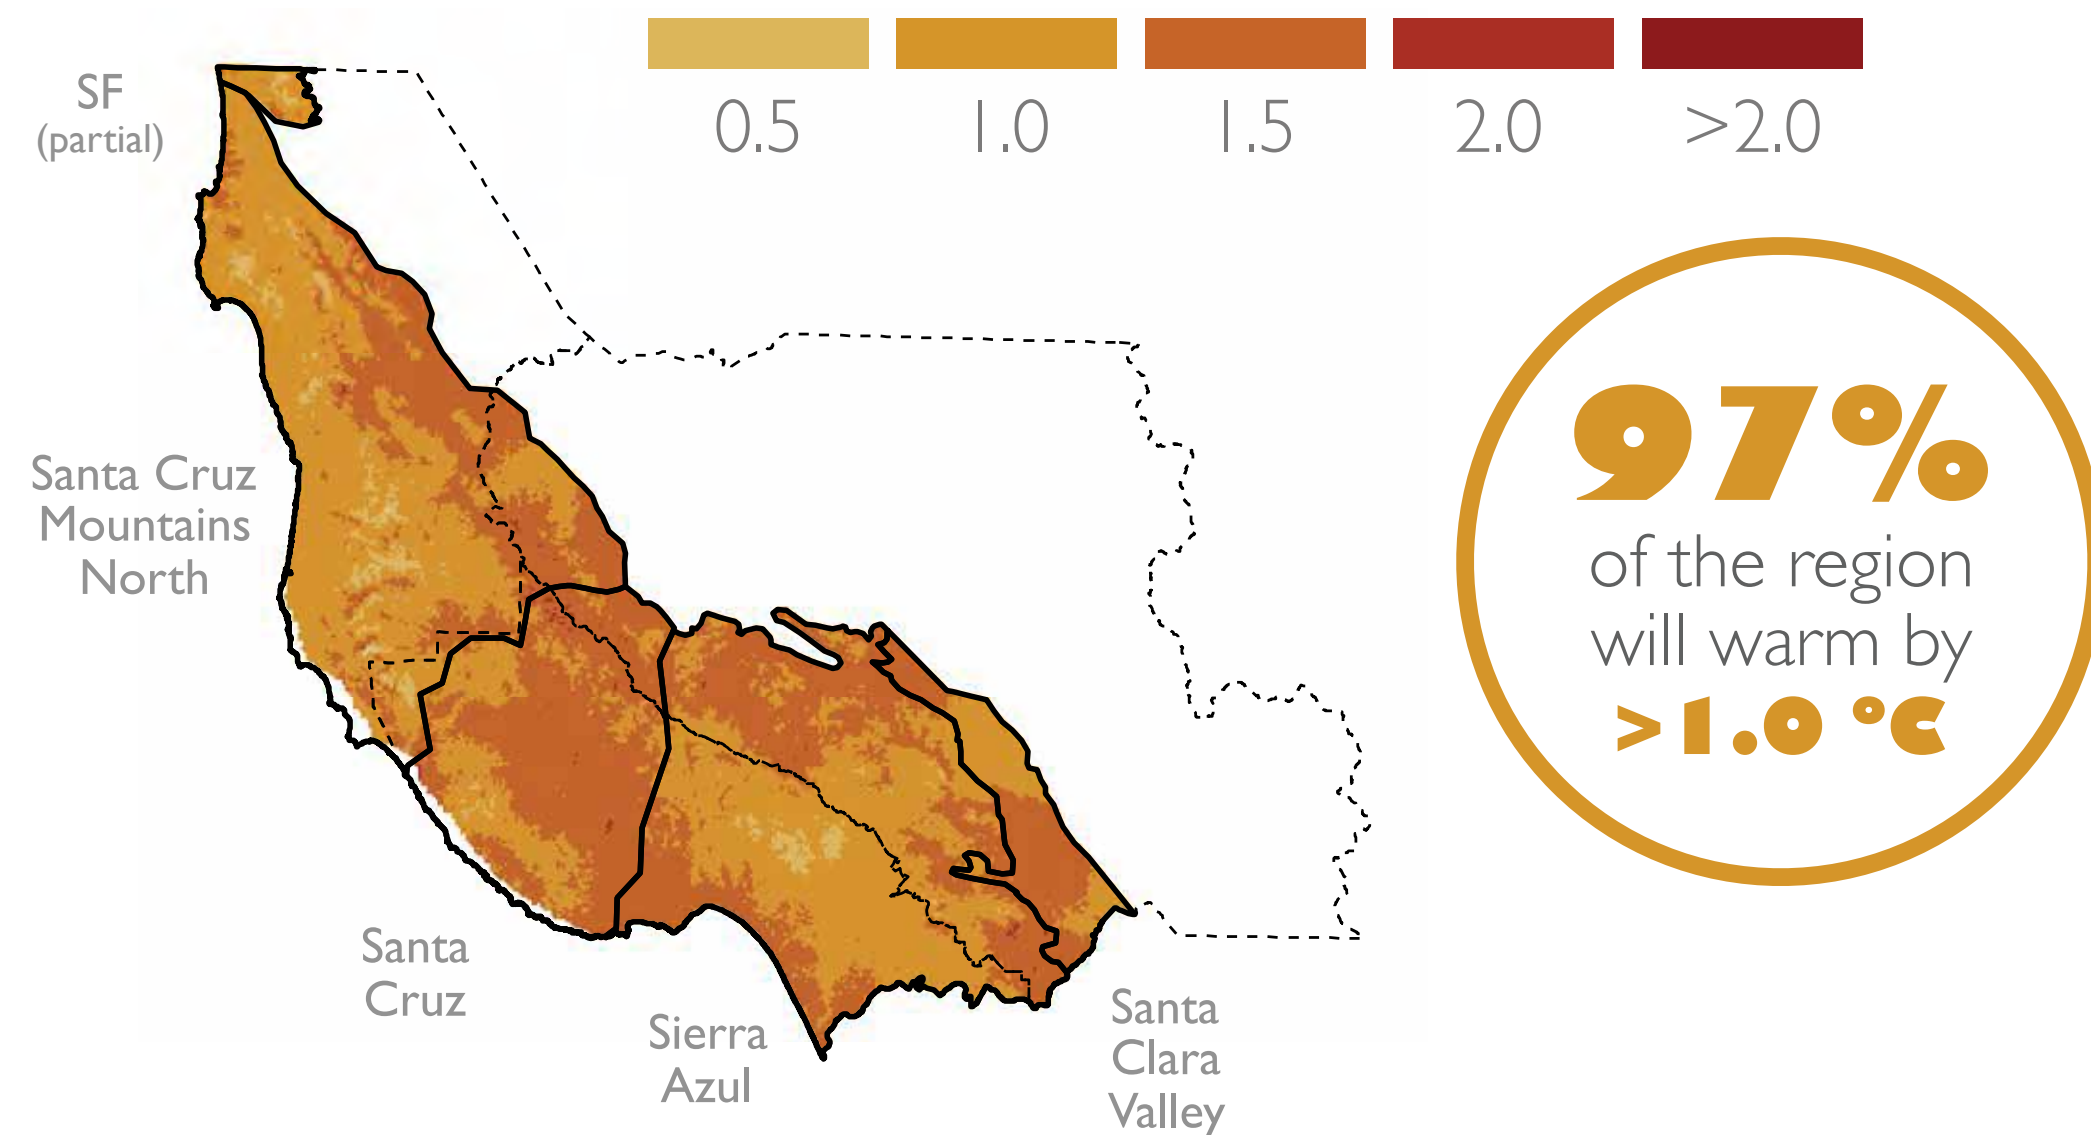 0.5 1.0 1.5 2.0 >2.0
SF
(partial)
Santa Cruz
Mountains
North
97%
of the region
will warm by
>1.0 °C
Santa
Cruz
Sierra
Azul
Santa
Clara
Valley